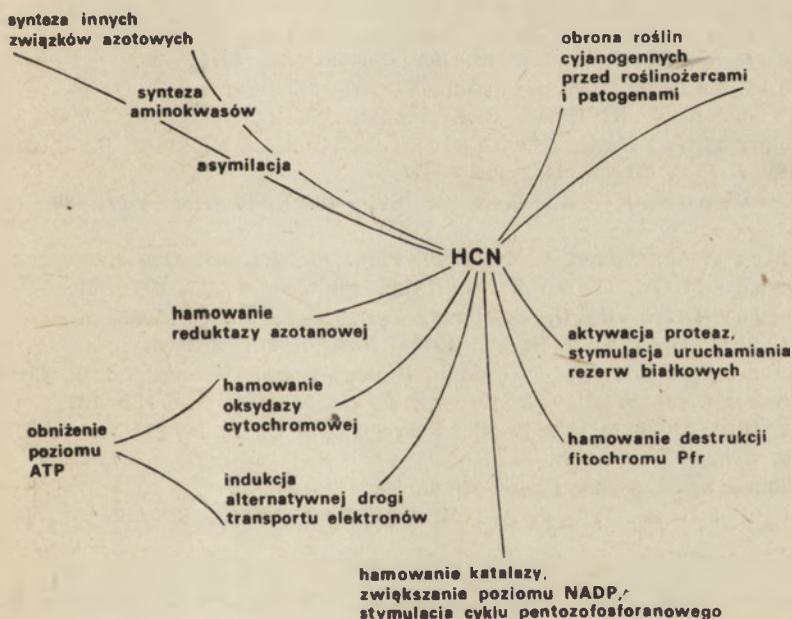 synteza innych
związków azotowych
synteza
aminokwasów
asymilacja
obrona roślin
cyjanogennych
przed roślinożercami
i patogenami
HCN
hamowanie
reduktazy azotanowej
aktywacja proteaz,
stymulacja uruchamiania
rezerw białkowych
hamowanie
oksydazy
cytochromowej
obniżenie
poziomu
ATP
hamowanie destrukcji
fitochromu Pfr
indukcja
alternatywnej drogi
transportu elektronów
hamowanie katalazy,
zwiększanie poziomu NADP,
stymulacja cyklu pentozofosforanowego